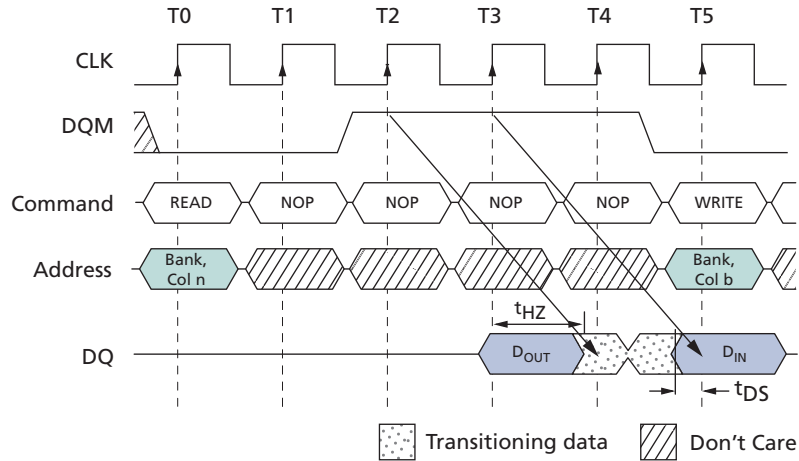 T0 T1 T2 T3 T4 T5
CLK
DQM
Command READ NOP NOP NOP NOP WRITE
Address Bank, Col n Bank, Col b
tHZ
DQ DOUT DIN
tDS
Transitioning data Don't Care